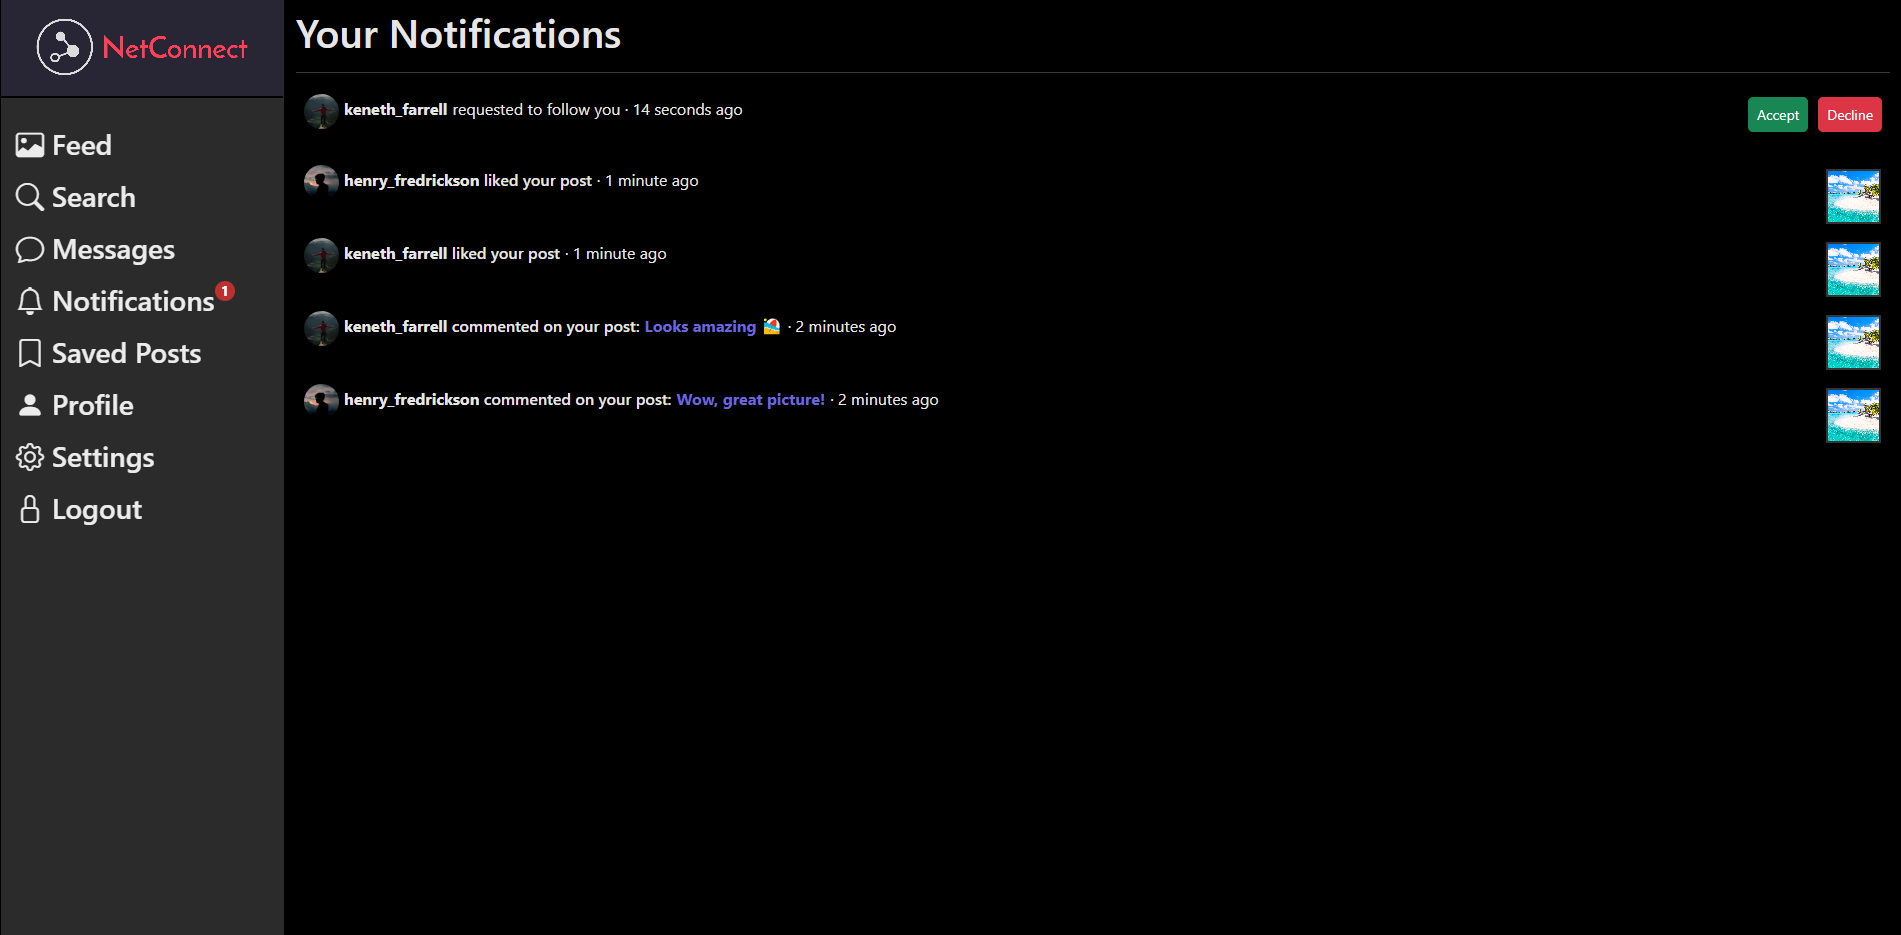 NetConnect
Your Notifications
Feed
Search
Messages
Notifications 1
Saved Posts
Profile
Settings
Logout
keneth_farrell requested to follow you · 14 seconds ago
Accept Decline
henry_fredrickson liked your post · 1 minute ago
keneth_farrell liked your post · 1 minute ago
keneth_farrell commented on your post: Looks amazing 🏖 · 2 minutes ago
henry_fredrickson commented on your post: Wow, great picture! · 2 minutes ago